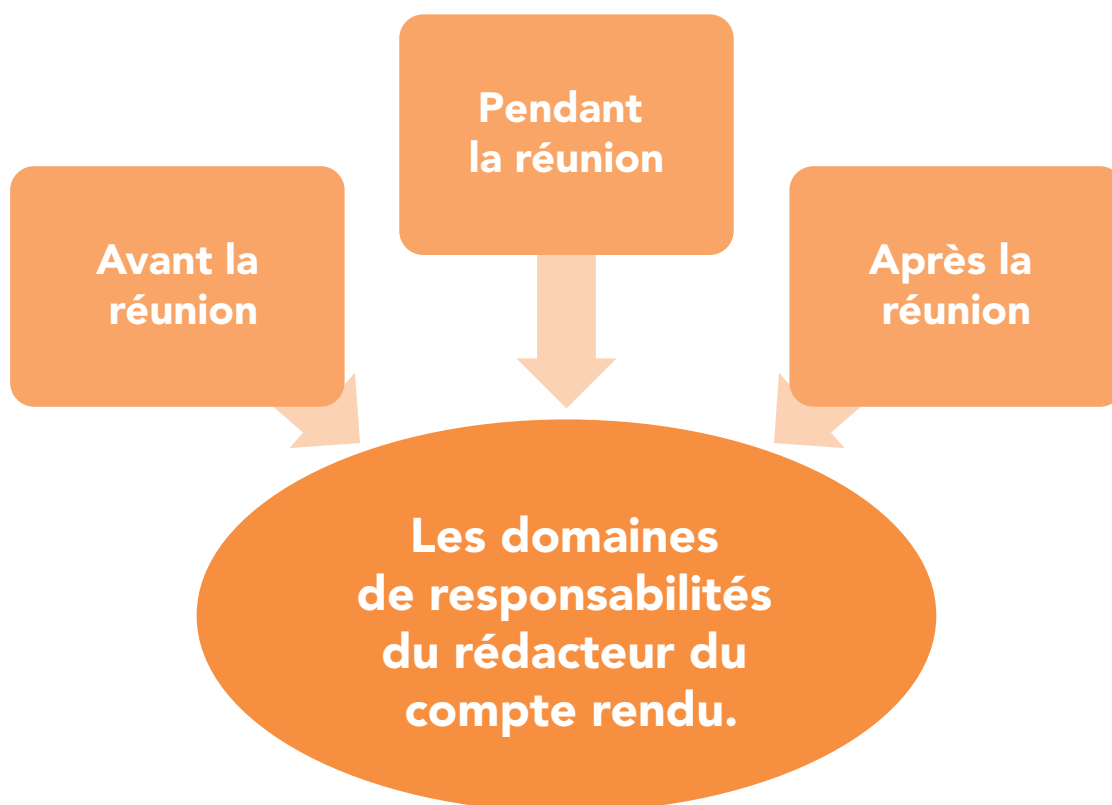 Pendant
la réunion
Avant la
réunion
Après la
réunion
Les domaines
de responsabilités
du rédacteur du
compte rendu.